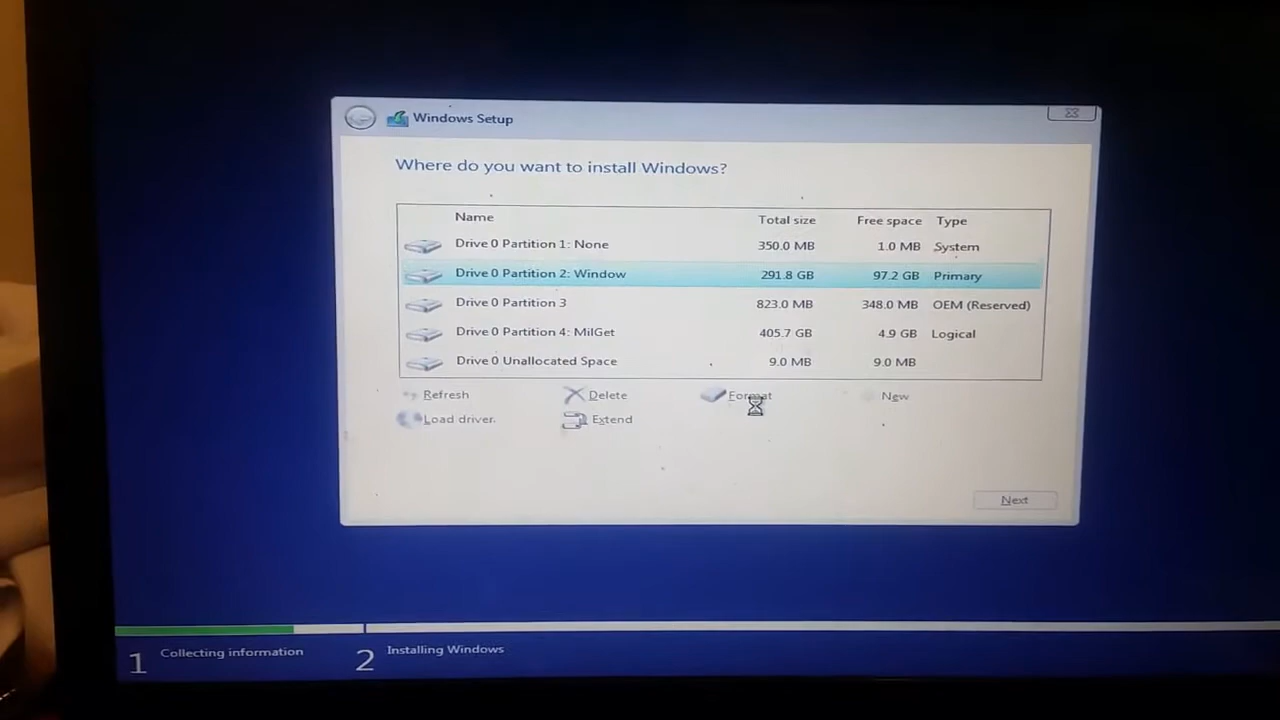 Windows Setup
Where do you want to install Windows?
Name Total size Free space Type
Drive 0 Partition 1: None 350.0 MB 1.0 MB System
Drive 0 Partition 2: Window 291.8 GB 97.2 GB Primary
Drive 0 Partition 3 823.0 MB 348.0 MB OEM (Reserved)
Drive 0 Partition 4: MilGet 405.7 GB 4.9 GB Logical
Drive 0 Unallocated Space 9.0 MB 9.0 MB
Refresh Delete Format New
Load driver Extend
Next
1 Collecting information 2 Installing Windows